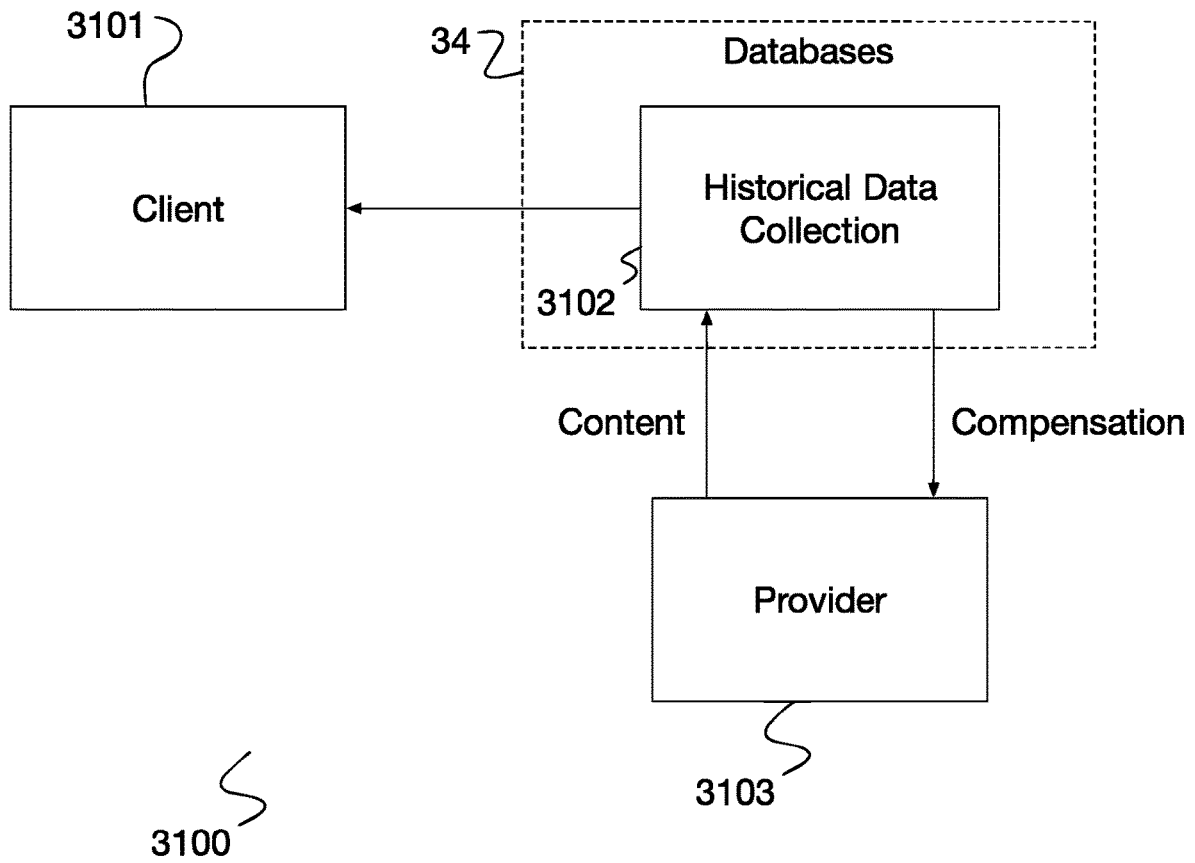 3101
34
Databases
Client
Historical Data
Collection
3102
Content
Compensation
Provider
3103
3100